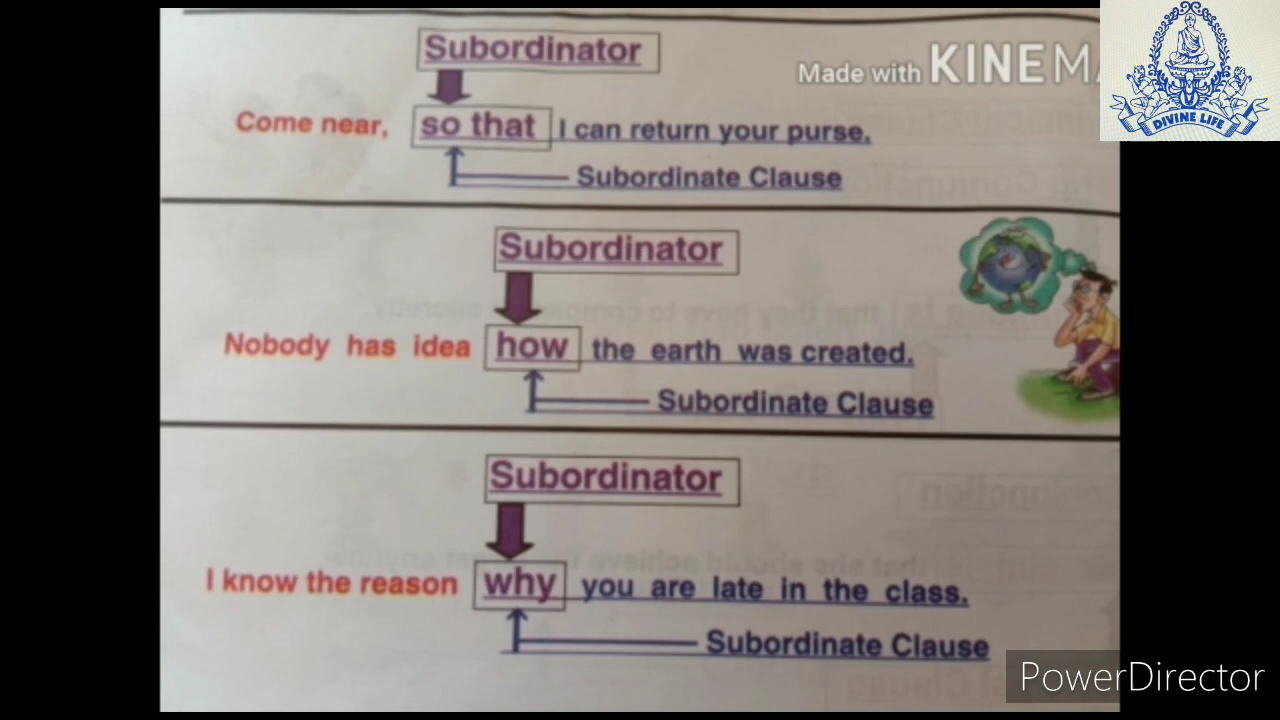 Subordinator
Made with KINEMA
DIVINE LIFE
Come near, so that I can return your purse.
Subordinate Clause
Subordinator
Nobody has idea how the earth was created.
Subordinate Clause
Subordinator
I know the reason why you are late in the class.
Subordinate Clause
PowerDirector